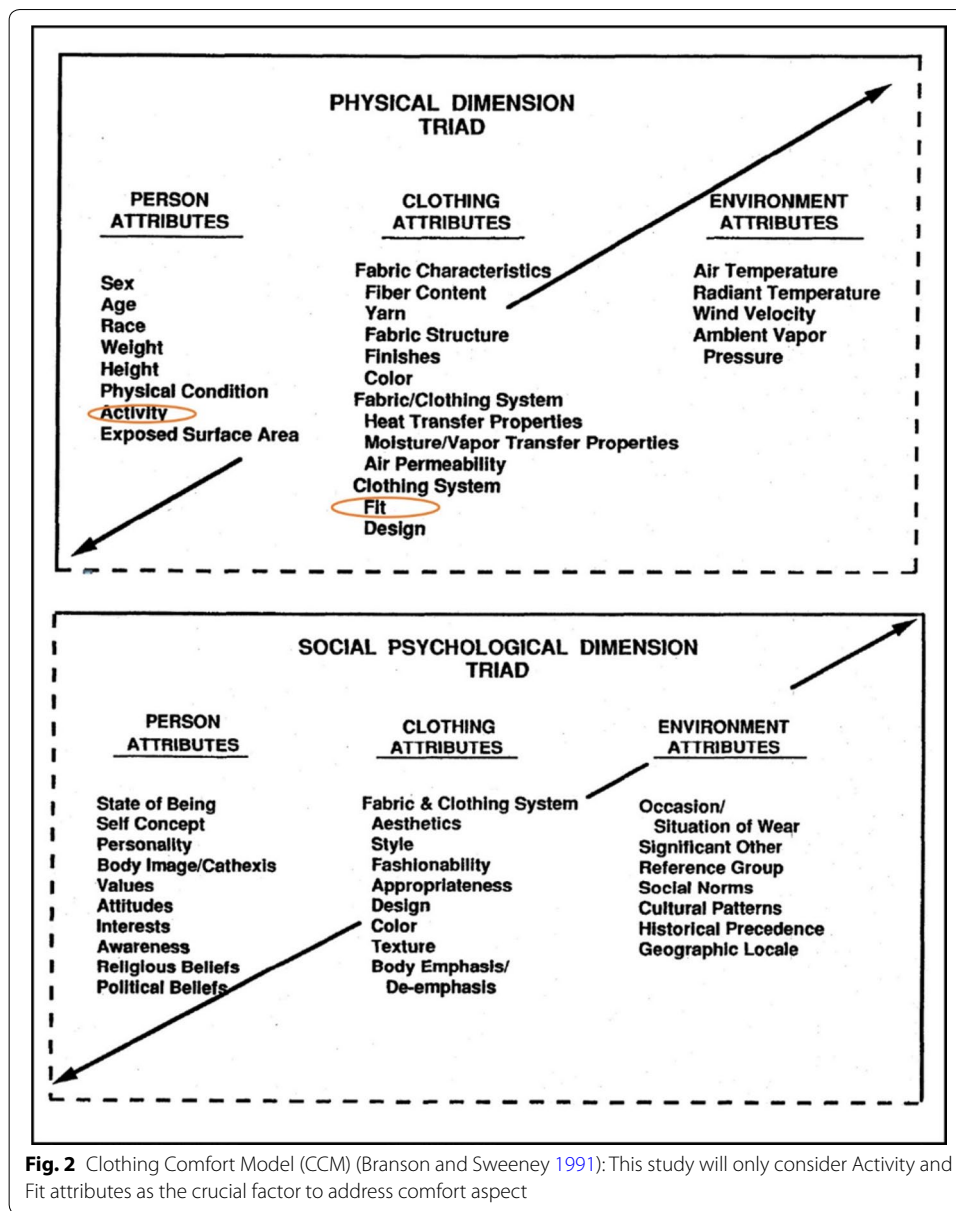 PHYSICAL DIMENSION
TRIAD
PERSON
ATTRIBUTES
Sex
Age
Race
Weight
Height
Physical Condition
Activity
Exposed Surface Area
CLOTHING
ATTRIBUTES
Fabric Characteristics
Fiber Content
Yarn
Fabric Structure
Finishes
Color
Fabric/Clothing System
Heat Transfer Properties
Moisture/Vapor Transfer Properties
Air Permeability
Clothing System
Fit
Design
ENVIRONMENT
ATTRIBUTES
Air Temperature
Radiant Temperature
Wind Velocity
Ambient Vapor
Pressure
SOCIAL PSYCHOLOGICAL DIMENSION
TRIAD
PERSON
ATTRIBUTES
State of Being
Self Concept
Personality
Body Image/Cathexis
Values
Attitudes
Interests
Awareness
Religious Beliefs
Political Beliefs
CLOTHING
ATTRIBUTES
Fabric & Clothing System
Aesthetics
Style
Fashionability
Appropriateness
Design
Color
Texture
Body Emphasis/
De-emphasis
ENVIRONMENT
ATTRIBUTES
Occasion/
Situation of Wear
Significant Other
Reference Group
Social Norms
Cultural Patterns
Historical Precedence
Geographic Locale
Fig. 2 Clothing Comfort Model (CCM) (Branson and Sweeney 1991): This study will only consider Activity and
Fit attributes as the crucial factor to address comfort aspect